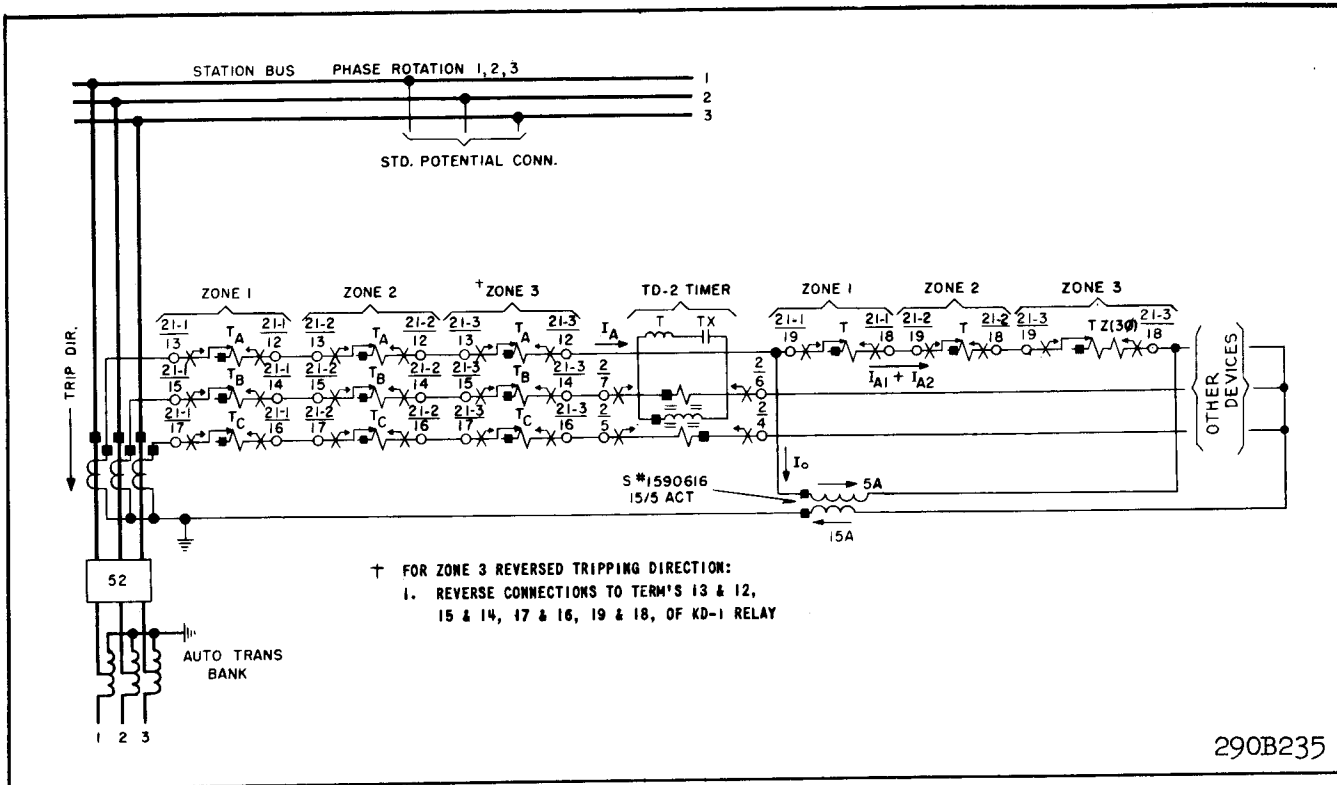 STATION BUS PHASE ROTATION 1,2,3
1
2
3
STD. POTENTIAL CONN.
TRIP DIR.
ZONE 1 ZONE 2 † ZONE 3 TD-2 TIMER ZONE 1 ZONE 2 ZONE 3
21-1 21-1 21-2 21-2 21-3 21-3 T TX 21-1 21-1 21-2 21-2 21-3 21-3
13 TA 12 13 TA 12 13 TA 12 IA 19 T 18 19 T 18 19 T Z(3Ø) 18
21-1 21-1 21-2 21-2 21-3 21-3 2 2 IA1 + IA2
15 TB 14 15 TB 14 15 TB 14 7 6
21-1 21-1 21-2 21-2 21-3 21-3 2 2
17 TC 16 17 TC 16 17 TC 16 5 4
OTHER
DEVICES
I0
S#1590616
15/5 ACT
5A
15A
52
† FOR ZONE 3 REVERSED TRIPPING DIRECTION:
1. REVERSE CONNECTIONS TO TERM'S 13 & 12,
15 & 14, 17 & 16, 19 & 18, OF KD-1 RELAY
AUTO TRANS
BANK
1 2 3
290B235